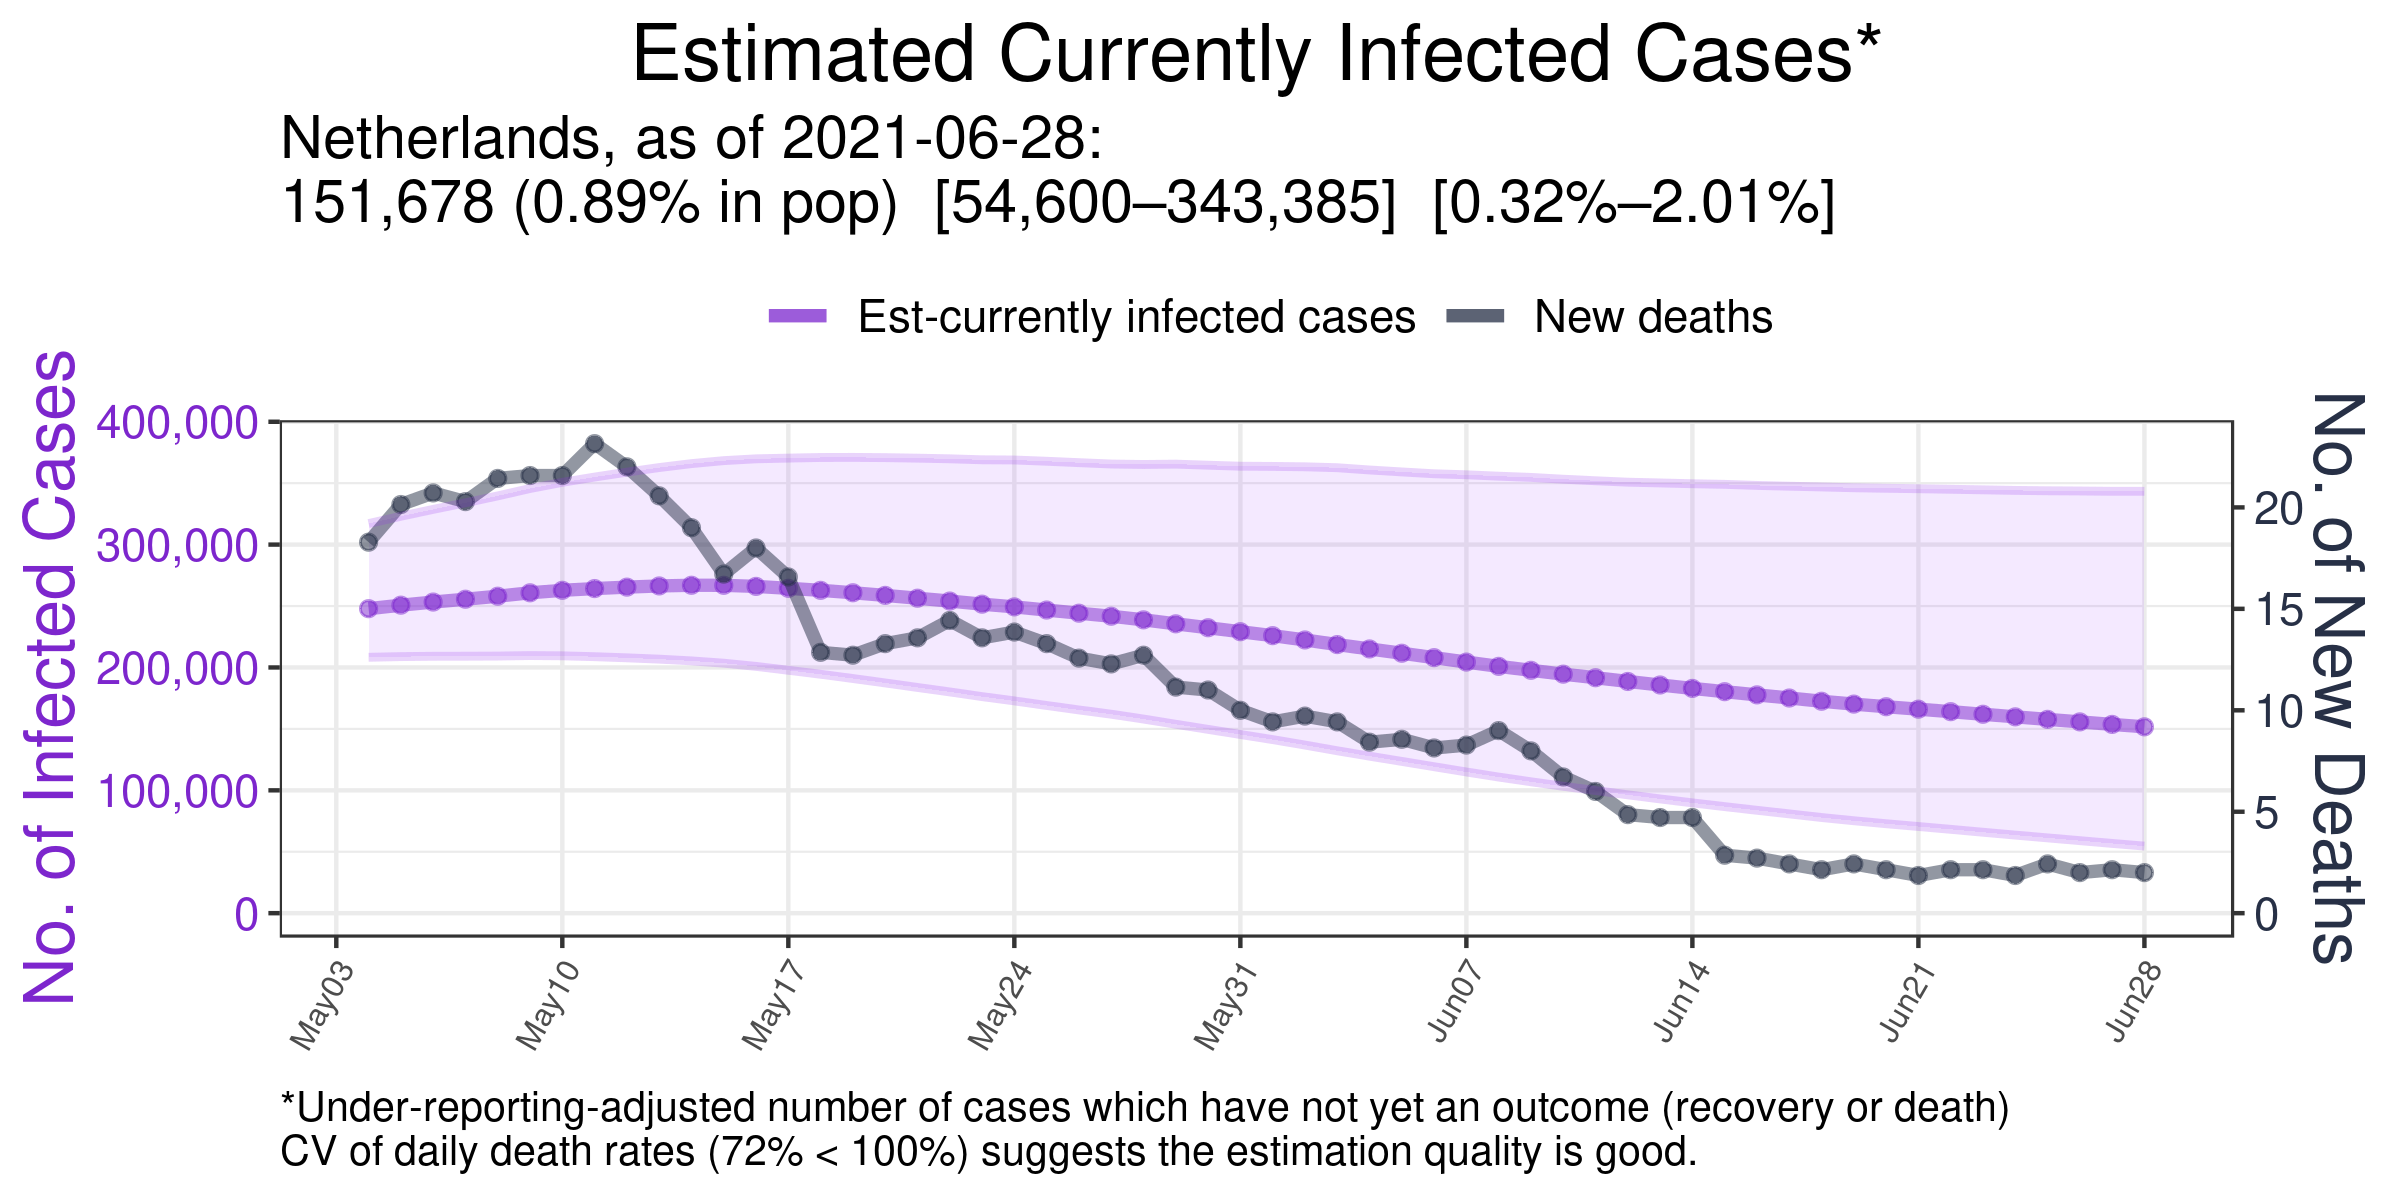 Estimated Currently Infected Cases*
Netherlands, as of 2021-06-28:
151,678 (0.89% in pop)  [54,600–343,385]  [0.32%–2.01%]
Est-currently infected cases
New deaths
No. of Infected Cases
400,000
300,000
200,000
100,000
0
No. of New Deaths
20
15
10
5
0
May03
May10
May17
May24
May31
Jun07
Jun14
Jun21
Jun28
*Under-reporting-adjusted number of cases which have not yet an outcome (recovery or death)
CV of daily death rates (72% < 100%) suggests the estimation quality is good.